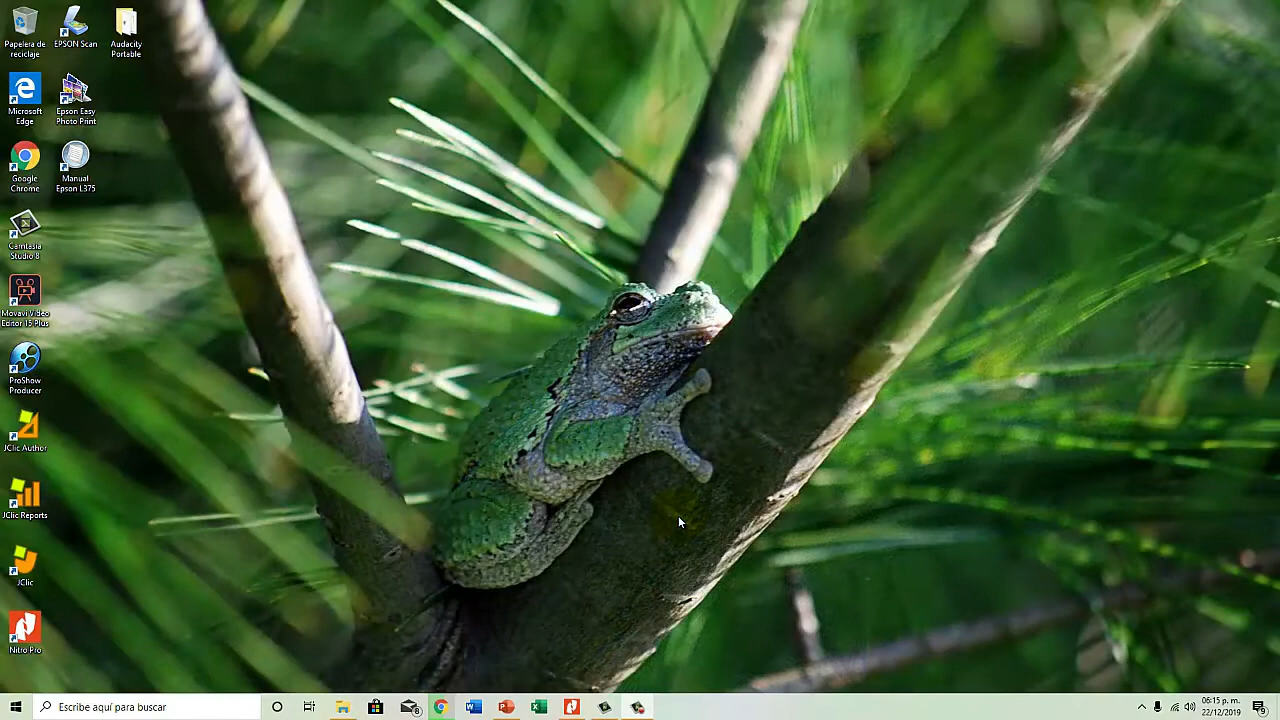 Papelera de
reciclaje
EPSON Scan
Audacity
Portable
Microsoft
Edge
Epson Easy
Photo Print
Google
Chrome
Manual
Epson L375
Camtasia
Studio 8
Movavi Video
Editor 15 Plus
ProShow
Producer
JClic Author
JClic Reports
JClic
Nitro Pro
Escribe aquí para buscar
06:15 p. m.
22/12/2019